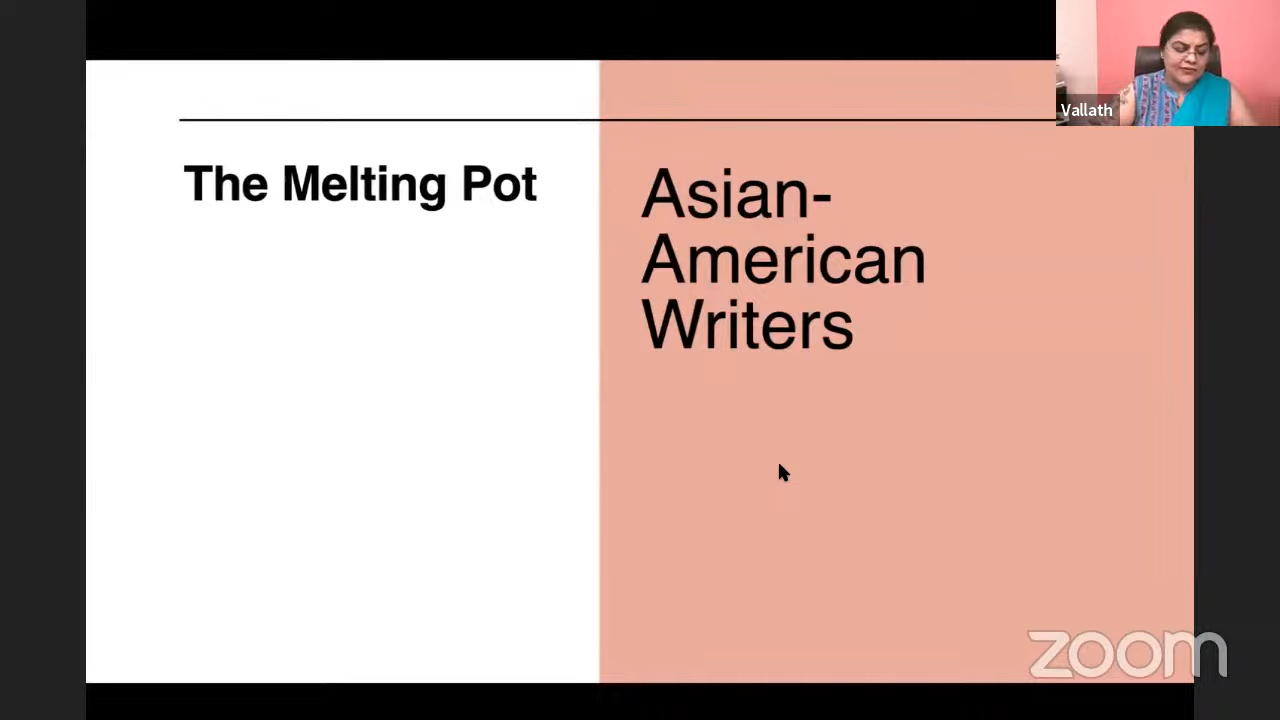 The Melting Pot
Asian-
American
Writers
Vallath
zoom